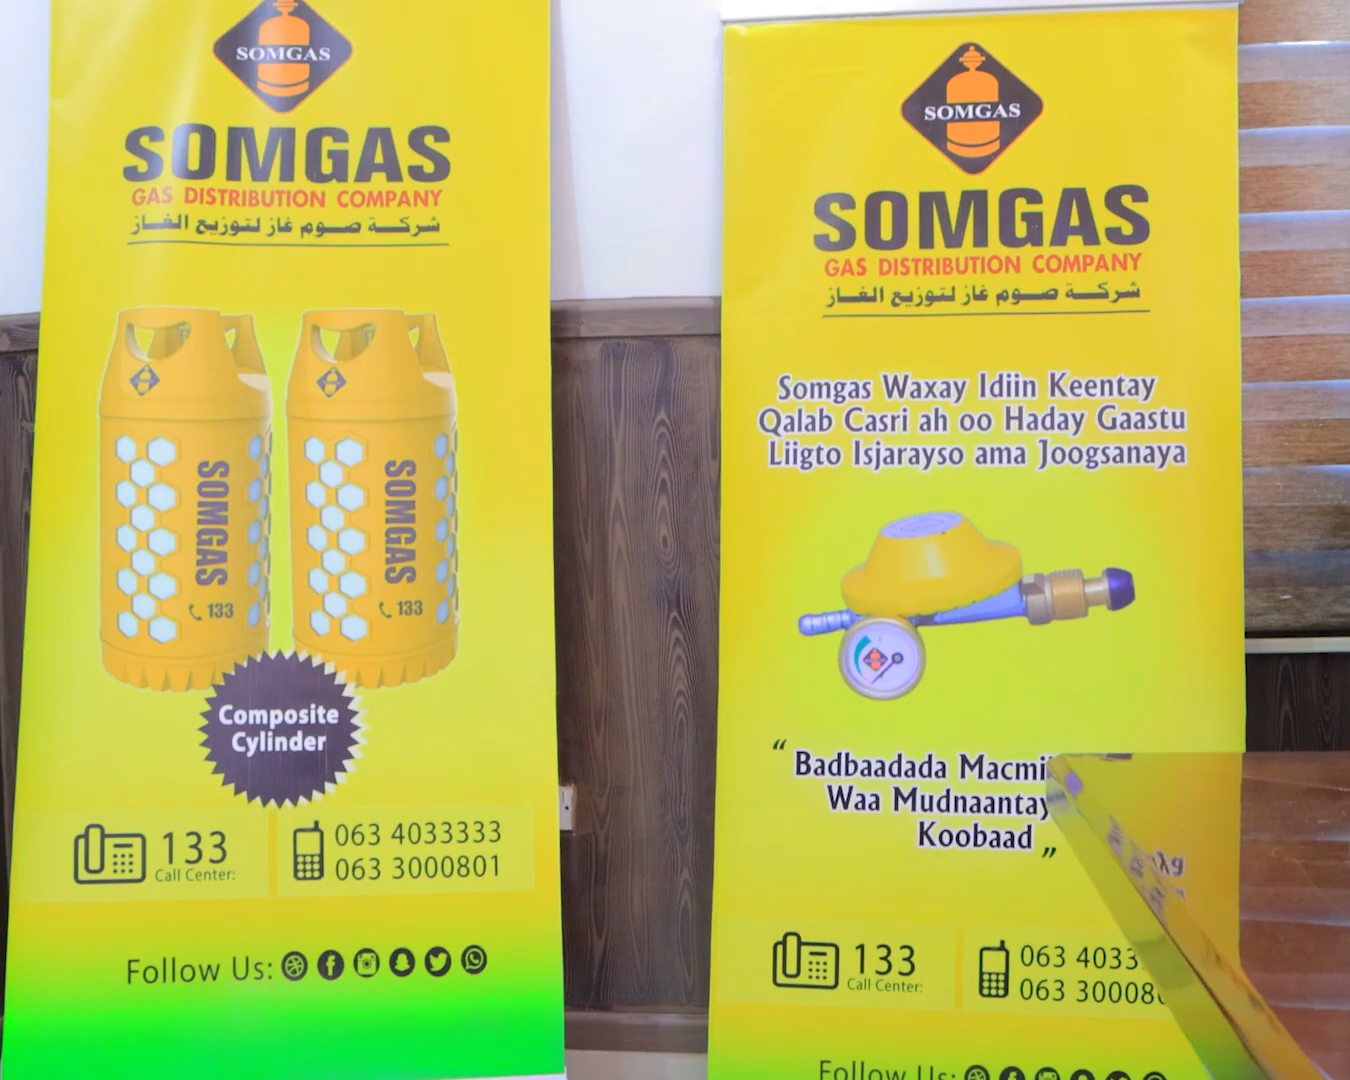 SOMGAS
SOMGAS
GAS DISTRIBUTION COMPANY
شركة صوم غاز لتوزيع الغاز
SOMGAS
133
SOMGAS
133
Composite
Cylinder
133
Call Center:
063 4033333
063 3000801
Follow Us:
SOMGAS
SOMGAS
GAS DISTRIBUTION COMPANY
شركة صوم غاز لتوزيع الغاز
Somgas Waxay Idiin Keentay
Qalab Casri ah oo Haday Gaastu
Liigto Isjarayso ama Joogsanaya
“ Badbaadada
Waa Mudnaantay
Koobaad ”
133
Call Center:
063
063
Follow Us: